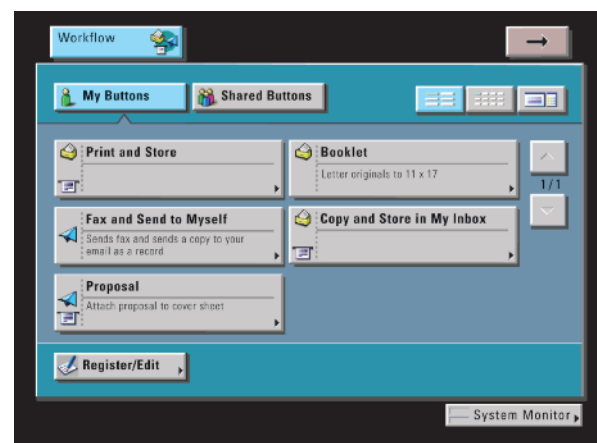 Workflow
My Buttons
Shared Buttons
Print and Store
Booklet
Letter originals to 11 x 17
1/1
Fax and Send to Myself
Sends fax and sends a copy to your
email as a record
Copy and Store in My Inbox
Proposal
Attach proposal to cover sheet
Register/Edit
System Monitor